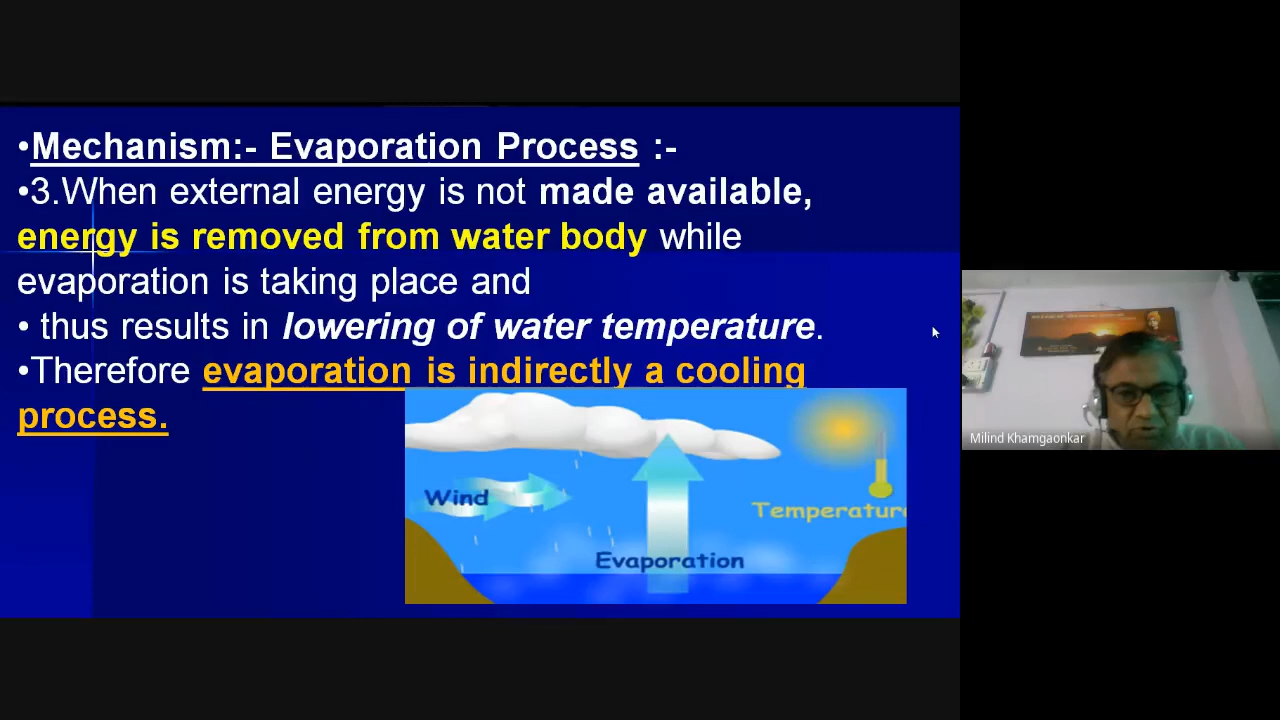 •Mechanism:- Evaporation Process :-
•3.When external energy is not made available,
energy is removed from water body while
evaporation is taking place and
• thus results in lowering of water temperature.
•Therefore evaporation is indirectly a cooling
process.
Wind
Temperature
Evaporation
Milind Khamgaonkar